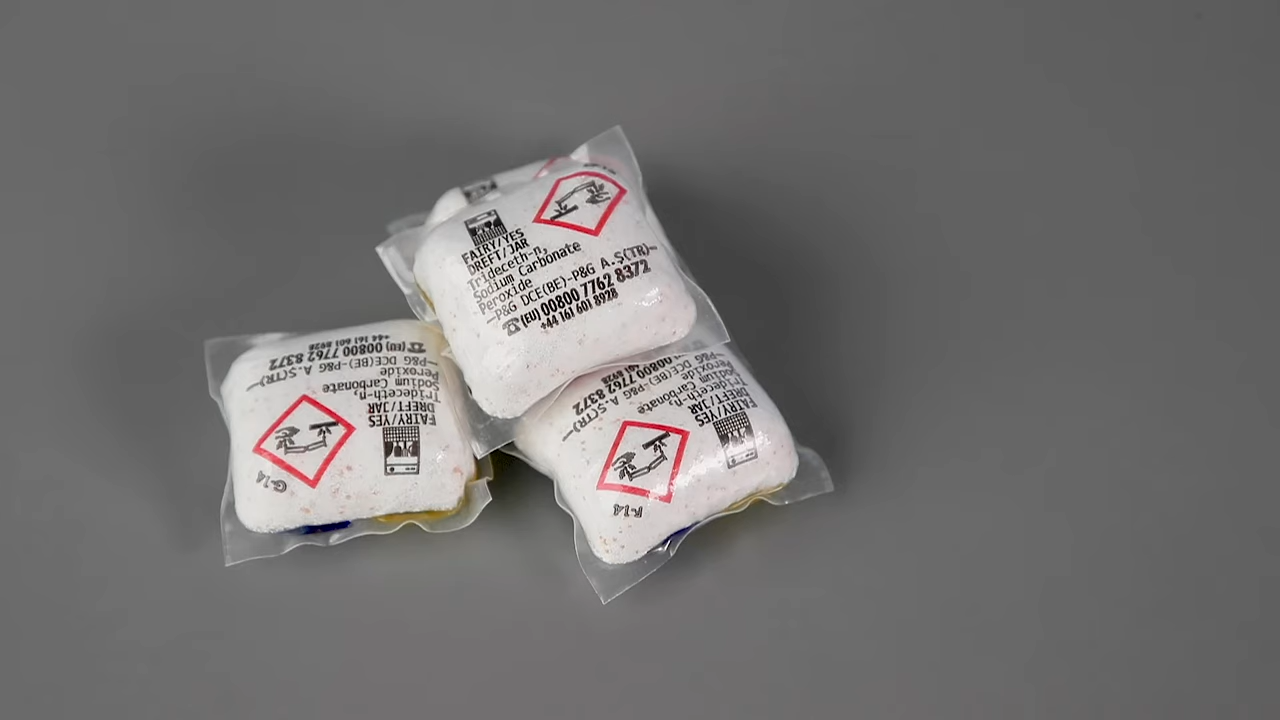 FAIRY/YES
DREFT/JAR
Trideceth-n,
Sodium Carbonate
Peroxide
—P&G DCE(BE)-P&G A.Ş(TR)—
(EU) 00800 7762 8372
+44 161 601 8928
+44 161 601 8928
(EU) 00800 7762 8372
—P&G DCE(BE)-P&G A.Ş(TR)—
Peroxide
Sodium Carbonate
Trideceth-n,
DREFT/JAR
FAIRY/YES
G-14
601 8928
00800 7762 8372
—P&G DCE(BE)-P&G A.Ş(TR)—
Peroxide
Sodium Carbonate
Trideceth-n,
DREFT/JAR
FAIRY/YES